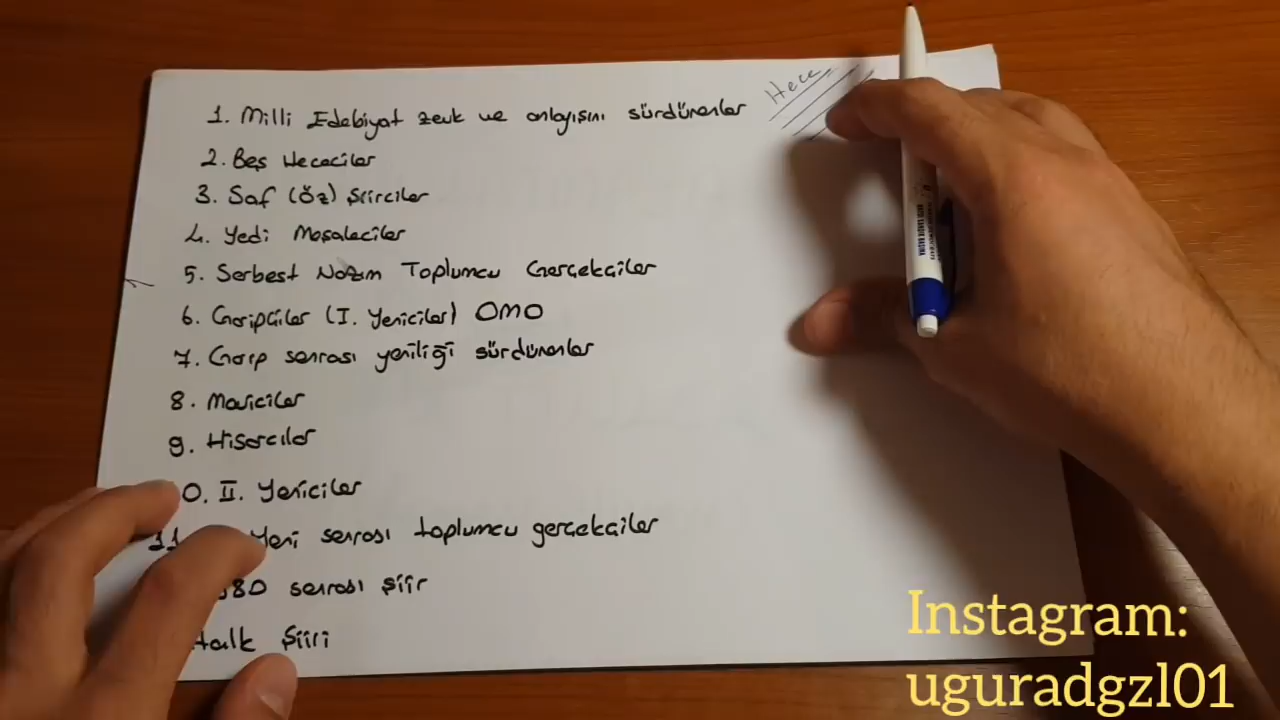 Hece
1. Milli Edebiyat zevk ve anlayışını sürdürenler
2. Beş Hececiler
3. Saf (Öz) Şiirciler
4. Yedi Meşaleciler
5. Serbest Nazım Toplumcu Gerçekçiler
6. Garipçiler (I. Yeniciler) OMO
7. Garip sonrası yeniliği sürdürenler
8. Maviciler
9. Hisarcılar
0. II. Yeniciler
11 Yeni sonrası toplumcu gerçekçiler
80 sonrası şiir
Halk Şiiri
Instagram:
uguradgzl01